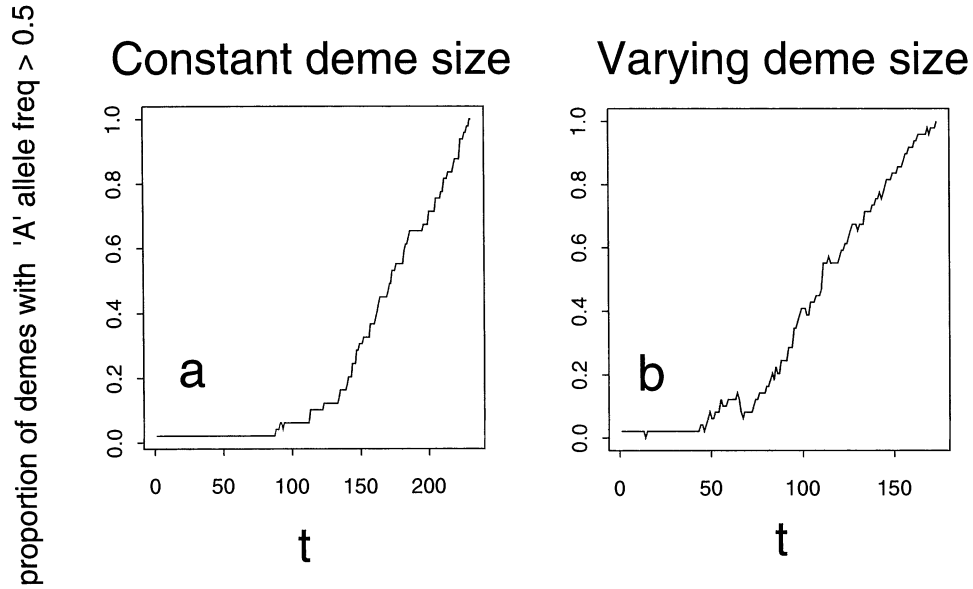 proportion of demes with 'A' allele freq > 0.5
Constant deme size
1.0
0.8
0.6
0.4
0.2
0.0
a
0 50 100 150 200
t
Varying deme size
1.0
0.8
0.6
0.4
0.2
0.0
b
0 50 100 150
t